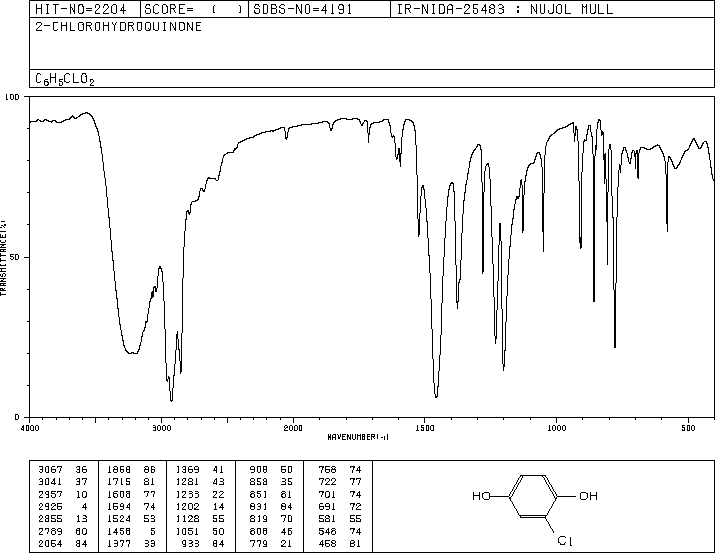 HIT-NO=2204 SCORE= ( ) SDBS-NO=4191 IR-NIDA-25483 : NUJOL MULL
2-CHLOROHYDROQUINONE
C6H5CLO2
100
50
0
TRANSMITTANCE(%)
4000 3000 2000 1500 1000 500
WAVENUMBER(-1)
3067 36 1868 86 1369 41 908 50 758 74
3041 37 1715 81 1281 43 858 35 722 77
2957 10 1608 77 1233 22 851 81 701 74
2925 4 1594 74 1202 14 831 84 691 72
2855 13 1524 53 1128 55 819 70 581 55
2789 60 1458 5 1051 50 808 46 548 74
2054 84 1377 33 933 84 779 21 458 81
HO OH
Cl